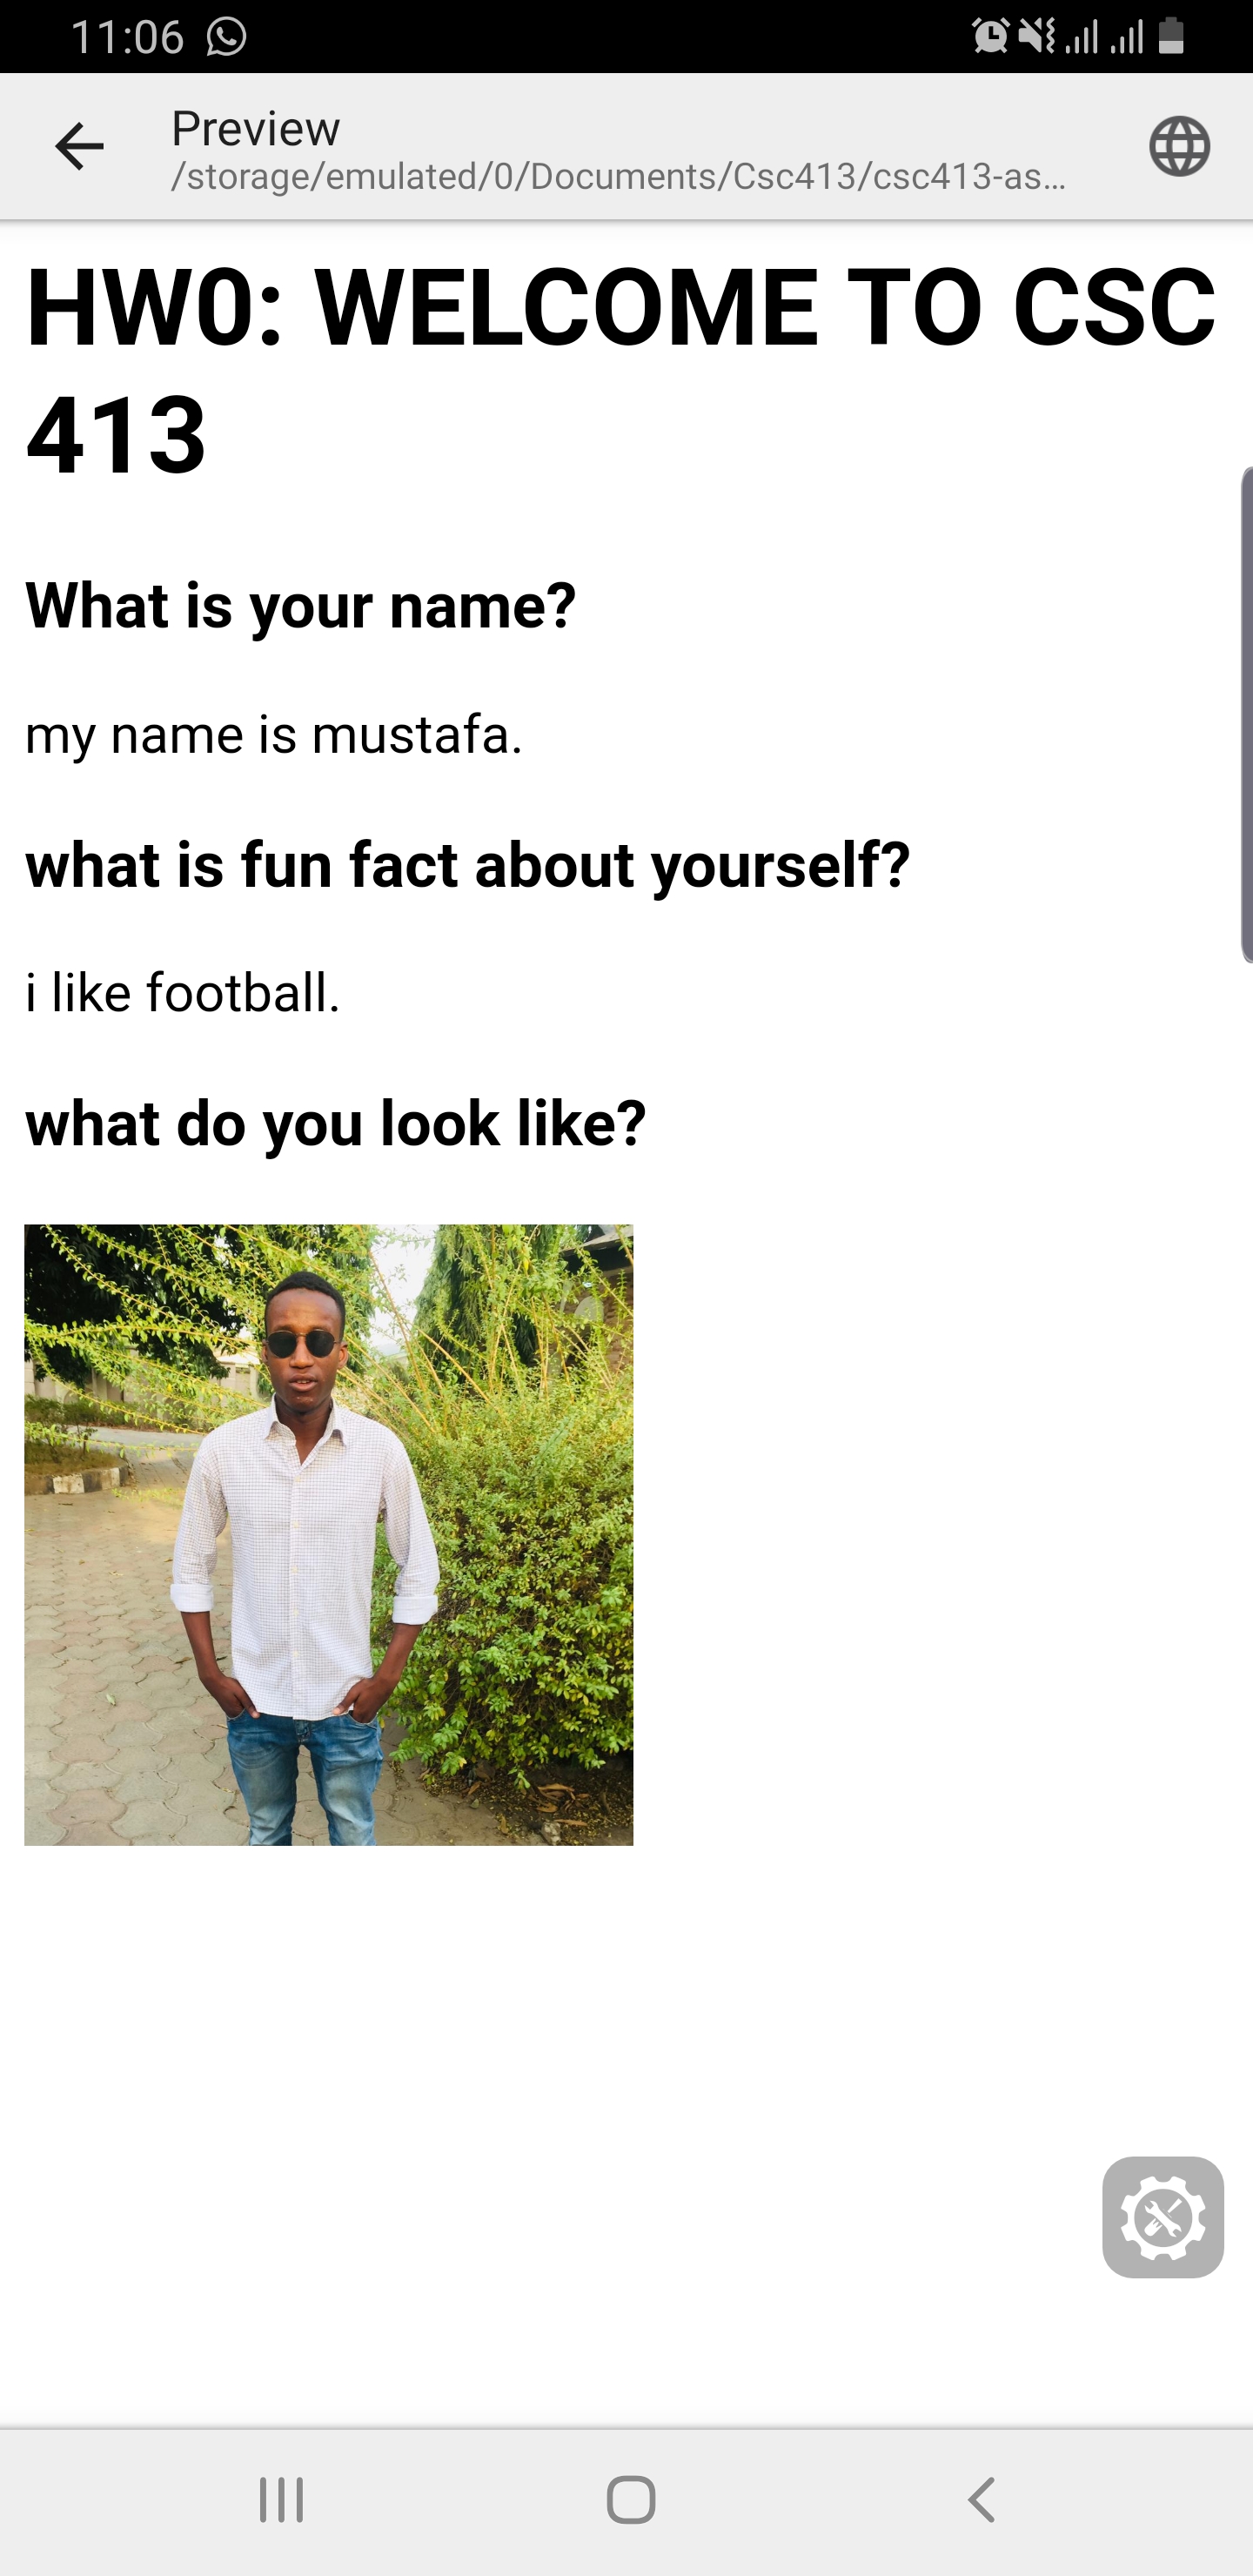 11:06
Preview
/storage/emulated/0/Documents/Csc413/csc413-as...
HW0: WELCOME TO CSC
413
What is your name?
my name is mustafa.
what is fun fact about yourself?
i like football.
what do you look like?